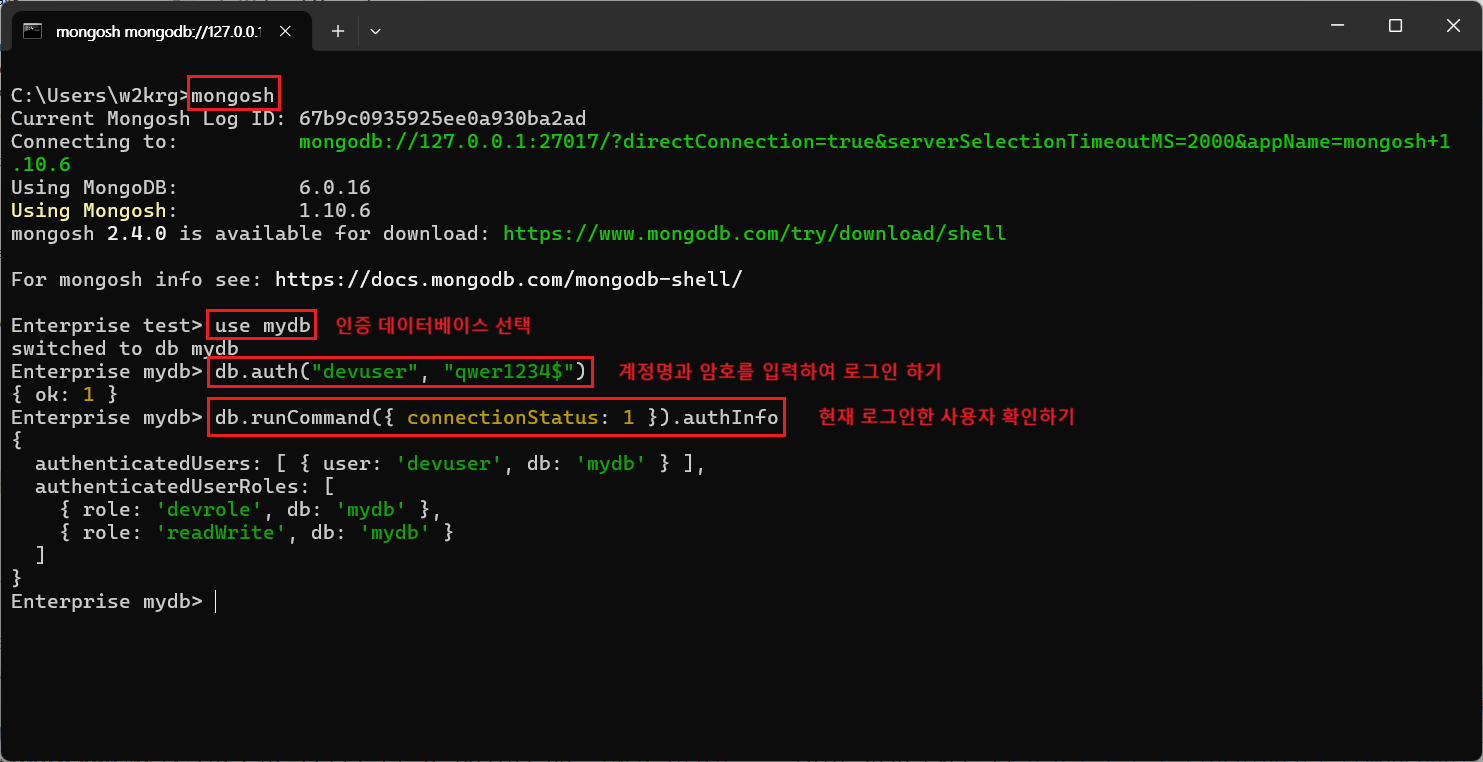 mongosh mongodb://127.0.0.1
C:\Users\w2krg>mongosh
Current Mongosh Log ID: 67b9c0935925ee0a930ba2ad
Connecting to:          mongodb://127.0.0.1:27017/?directConnection=true&serverSelectionTimeoutMS=2000&appName=mongosh+1
.10.6
Using MongoDB:          6.0.16
Using Mongosh:          1.10.6
mongosh 2.4.0 is available for download: https://www.mongodb.com/try/download/shell
For mongosh info see: https://docs.mongodb.com/mongodb-shell/
Enterprise test> use mydb 인증 데이터베이스 선택
switched to db mydb
Enterprise mydb> db.auth("devuser", "qwer1234$") 계정명과 암호를 입력하여 로그인 하기
{ ok: 1 }
Enterprise mydb> db.runCommand({ connectionStatus: 1 }).authInfo 현재 로그인한 사용자 확인하기
{
  authenticatedUsers: [ { user: 'devuser', db: 'mydb' } ],
  authenticatedUserRoles: [
    { role: 'devrole', db: 'mydb' },
    { role: 'readWrite', db: 'mydb' }
  ]
}
Enterprise mydb>